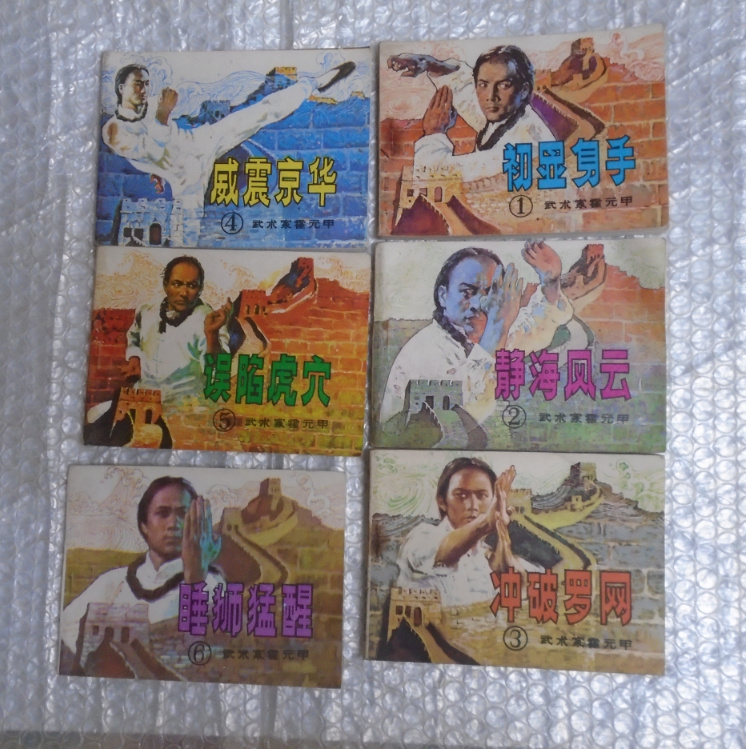 威震京华
④ 武术家霍元甲
初显身手
① 武术家霍元甲
误陷虎穴
⑤ 武术家霍元甲
静海风云
② 武术家霍元甲
睡狮猛醒
⑥ 武术家霍元甲
冲破罗网
③ 武术家霍元甲